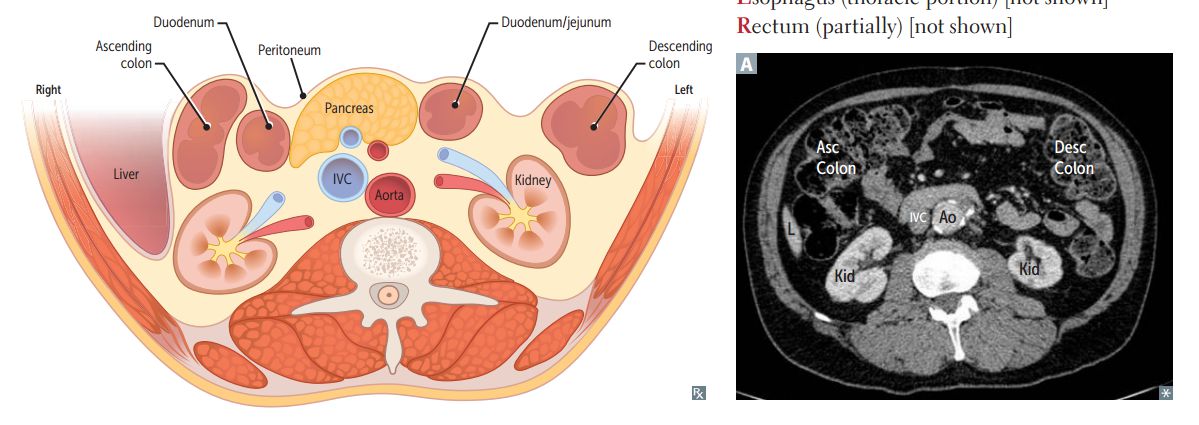 Esophagus (thoracic portion) [not shown]
Rectum (partially) [not shown]
Duodenum
Duodenum/jejunum
Ascending
colon
Peritoneum
Descending
colon
Right
Left
Pancreas
Liver
IVC
Aorta
Kidney
A
Asc
Colon
Desc
Colon
IVC
Ao
L
Kid
Kid
Rx
*